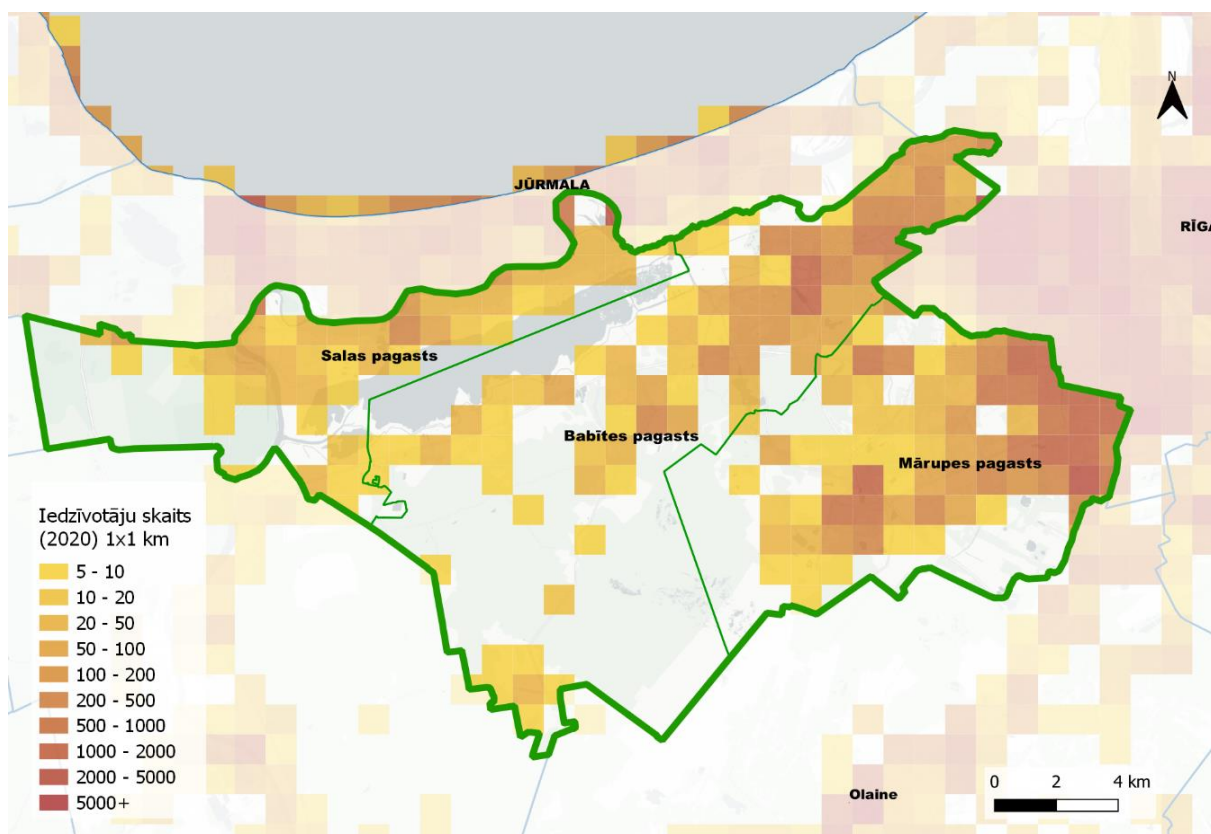 N
JŪRMALA
RĪGA
Salas pagasts
Babītes pagasts
Mārupes pagasts
Iedzīvotāju skaits
(2020) 1x1 km
5 - 10
10 - 20
20 - 50
50 - 100
100 - 200
200 - 500
500 - 1000
1000 - 2000
2000 - 5000
5000+
Olaine
0 2 4 km